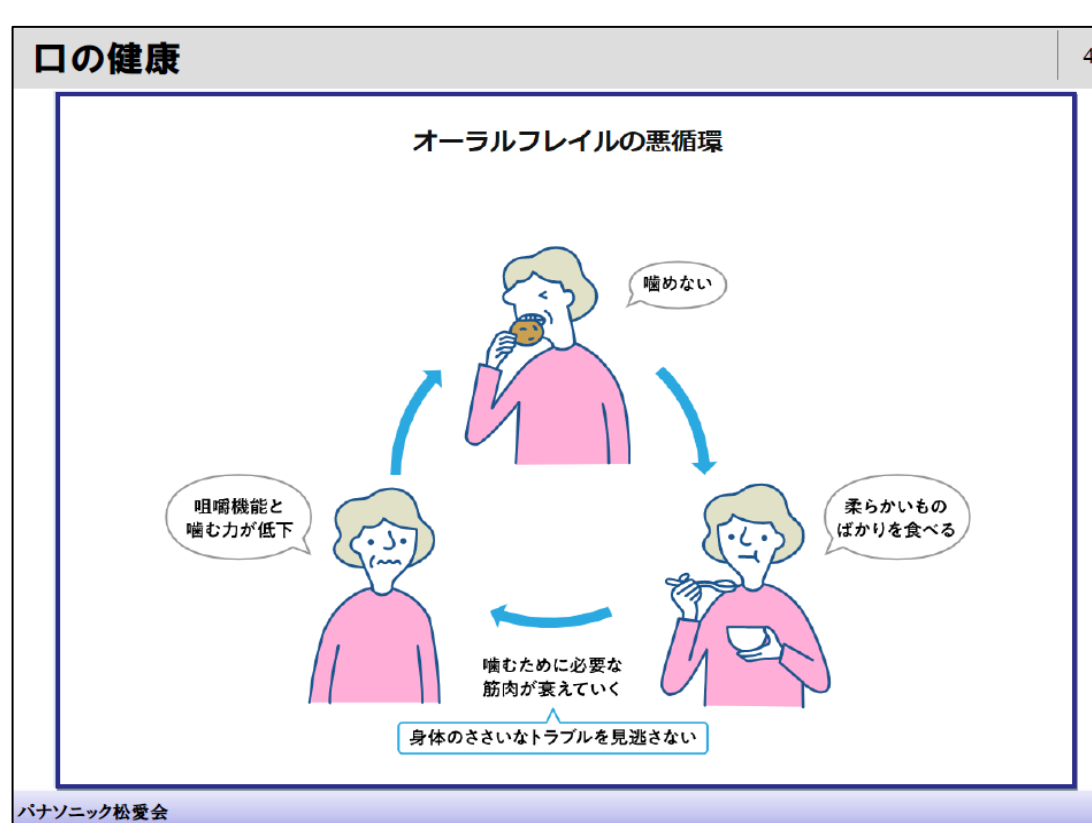 口の健康
4
オーラルフレイルの悪循環
噛めない
柔らかいもの
ばかりを食べる
噛むために必要な
筋肉が衰えていく
身体のささいなトラブルを見逃さない
咀嚼機能と
噛む力が低下
パナソニック松愛会